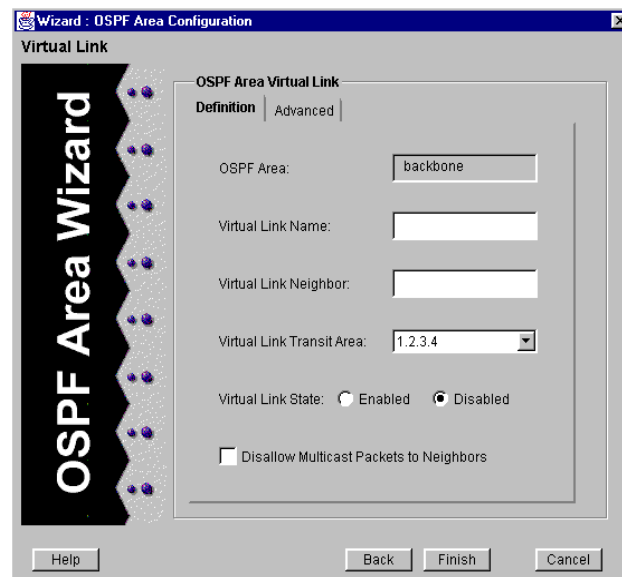 Wizard : OSPF Area Configuration
Virtual Link
OSPF Area Wizard
OSPF Area Virtual Link
Definition Advanced
OSPF Area: backbone
Virtual Link Name:
Virtual Link Neighbor:
Virtual Link Transit Area: 1.2.3.4
Virtual Link State: Enabled Disabled
Disallow Multicast Packets to Neighbors
Help Back Finish Cancel